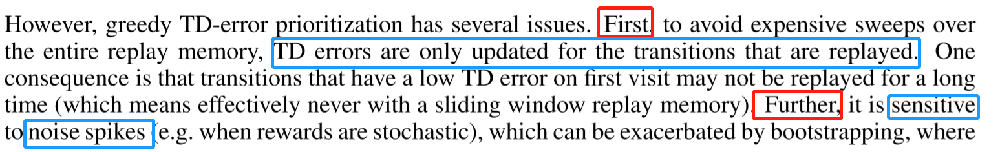 However, greedy TD-error prioritization has several issues. First, to avoid expensive sweeps over
the entire replay memory, TD errors are only updated for the transitions that are replayed. One
consequence is that transitions that have a low TD error on first visit may not be replayed for a long
time (which means effectively never with a sliding window replay memory). Further, it is sensitive
to noise spikes (e.g. when rewards are stochastic), which can be exacerbated by bootstrapping, where